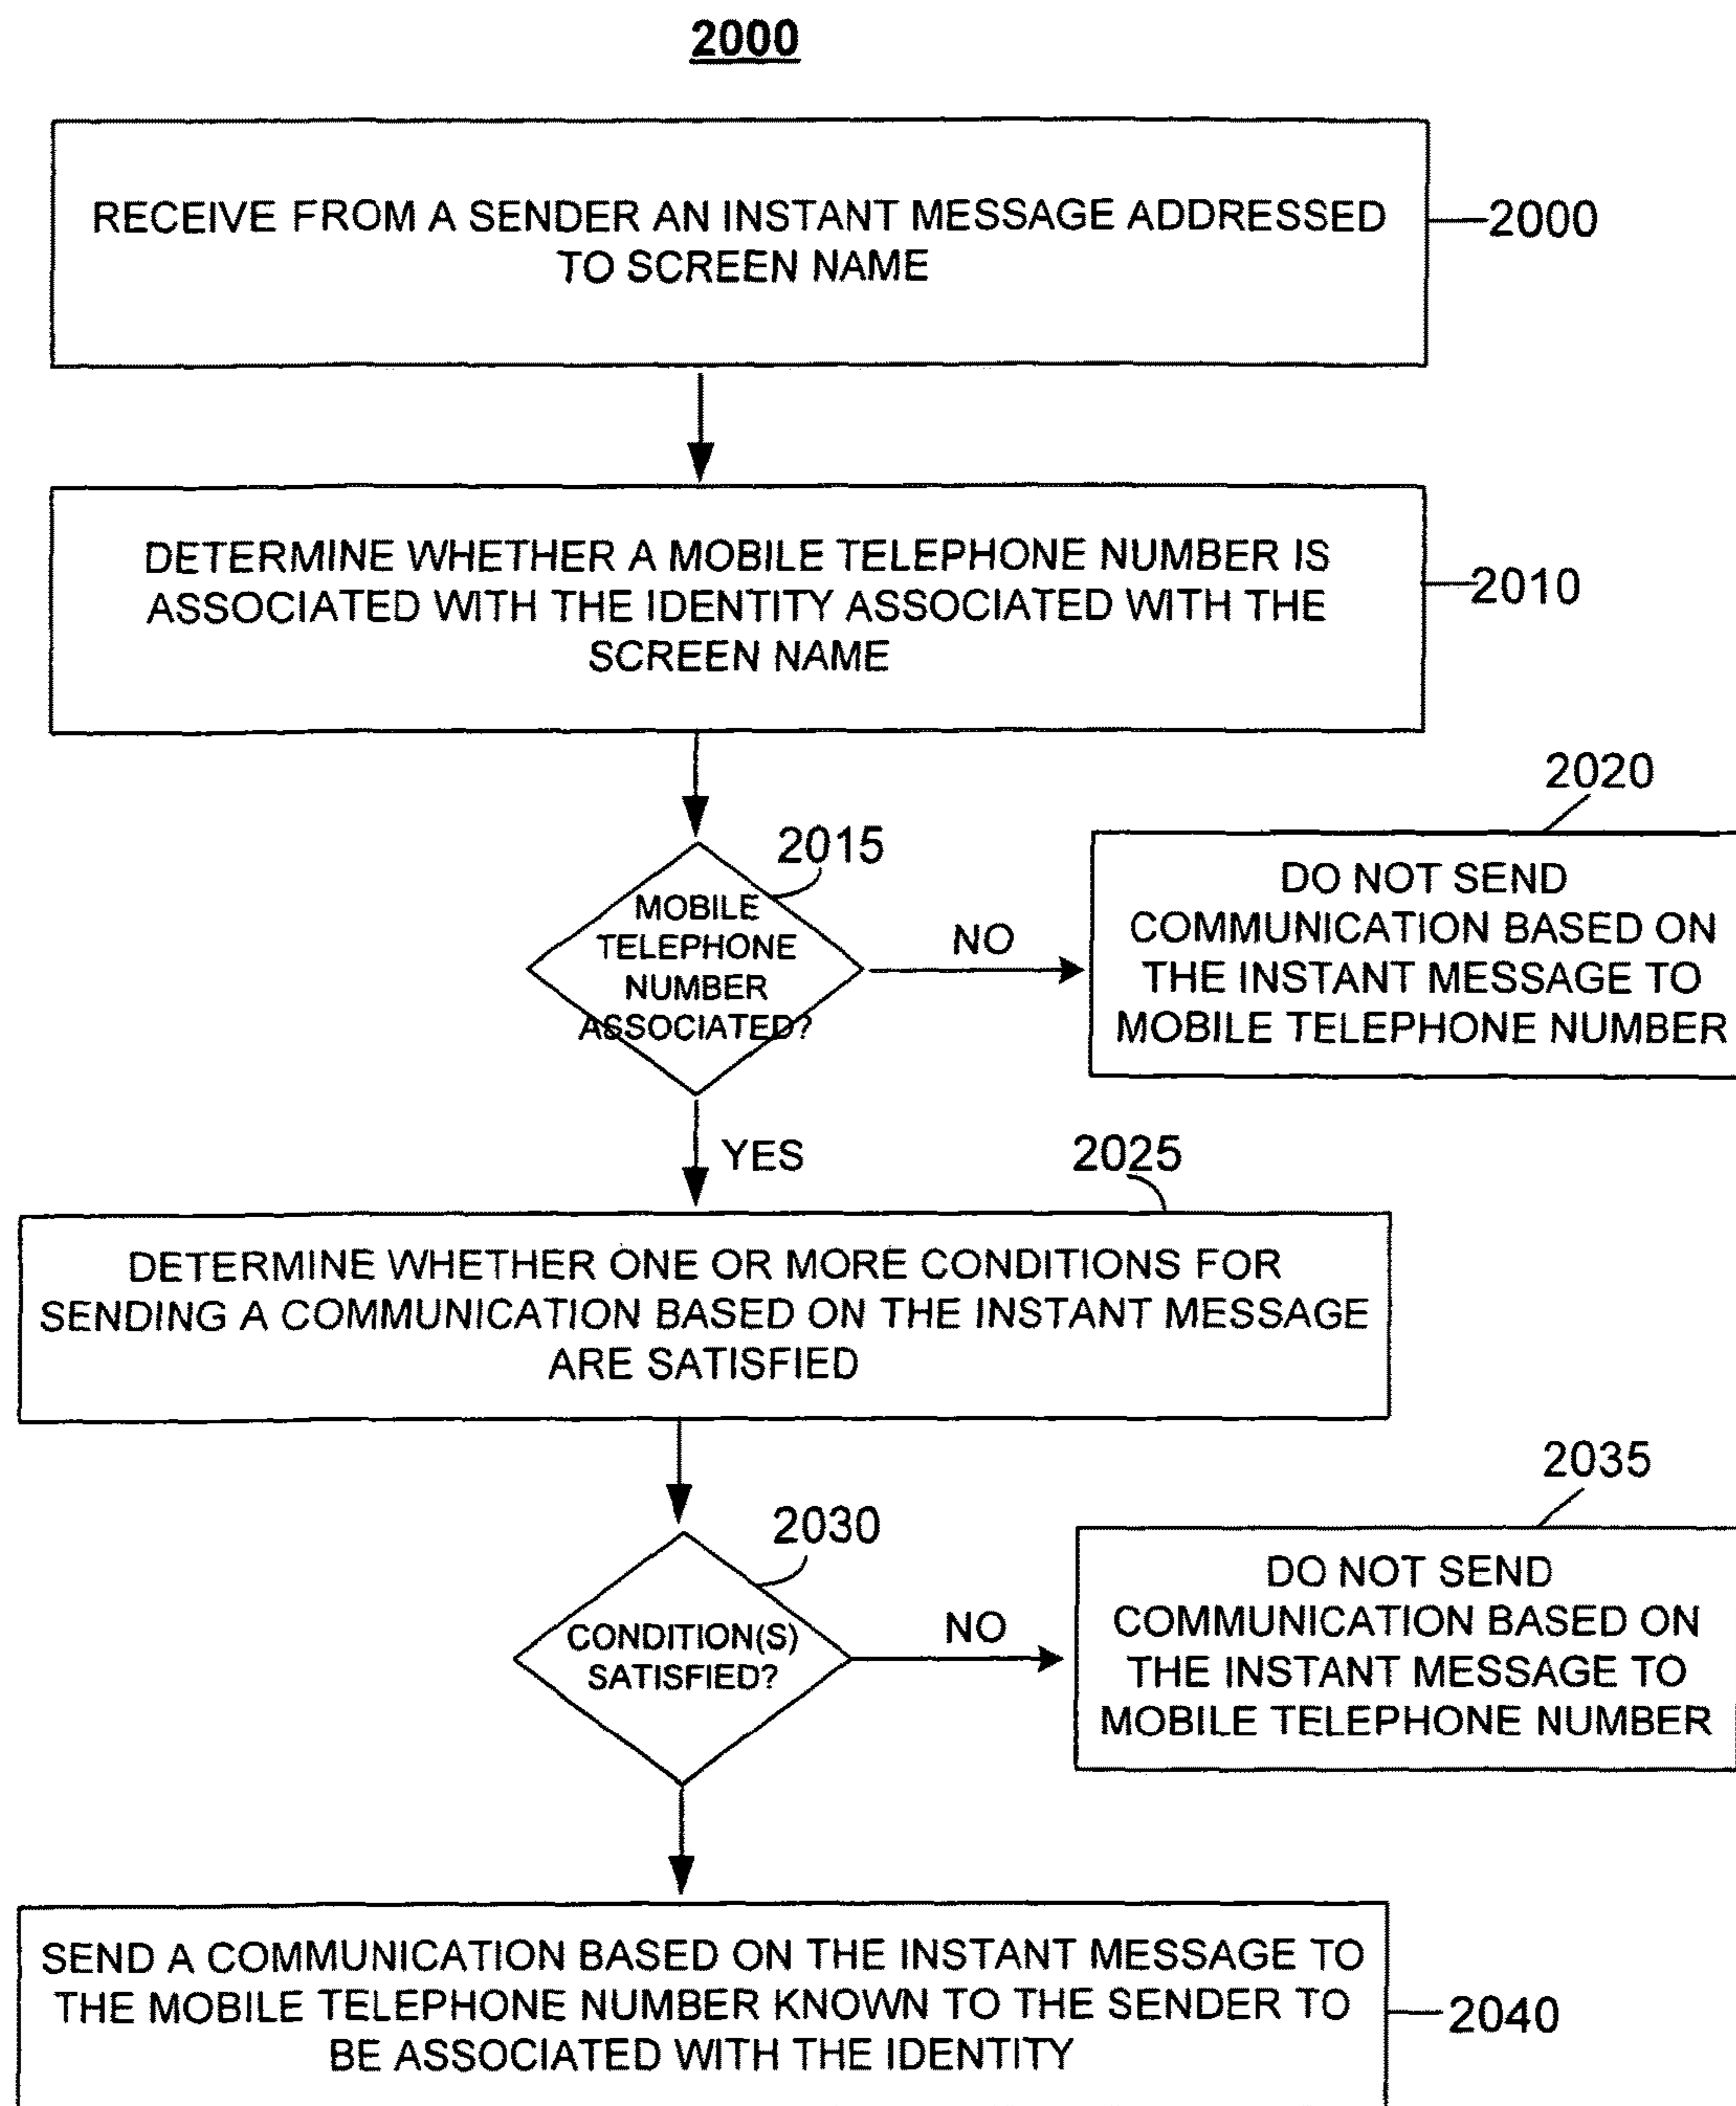 2000
RECEIVE FROM A SENDER AN INSTANT MESSAGE ADDRESSED
TO SCREEN NAME
2000
DETERMINE WHETHER A MOBILE TELEPHONE NUMBER IS
ASSOCIATED WITH THE IDENTITY ASSOCIATED WITH THE
SCREEN NAME
2010
2015
MOBILE
TELEPHONE
NUMBER
ASSOCIATED?
NO
2020
DO NOT SEND
COMMUNICATION BASED ON
THE INSTANT MESSAGE TO
MOBILE TELEPHONE NUMBER
YES
2025
DETERMINE WHETHER ONE OR MORE CONDITIONS FOR
SENDING A COMMUNICATION BASED ON THE INSTANT MESSAGE
ARE SATISFIED
2030
CONDITION(S)
SATISFIED?
NO
2035
DO NOT SEND
COMMUNICATION BASED ON
THE INSTANT MESSAGE TO
MOBILE TELEPHONE NUMBER
SEND A COMMUNICATION BASED ON THE INSTANT MESSAGE TO
THE MOBILE TELEPHONE NUMBER KNOWN TO THE SENDER TO
BE ASSOCIATED WITH THE IDENTITY
2040